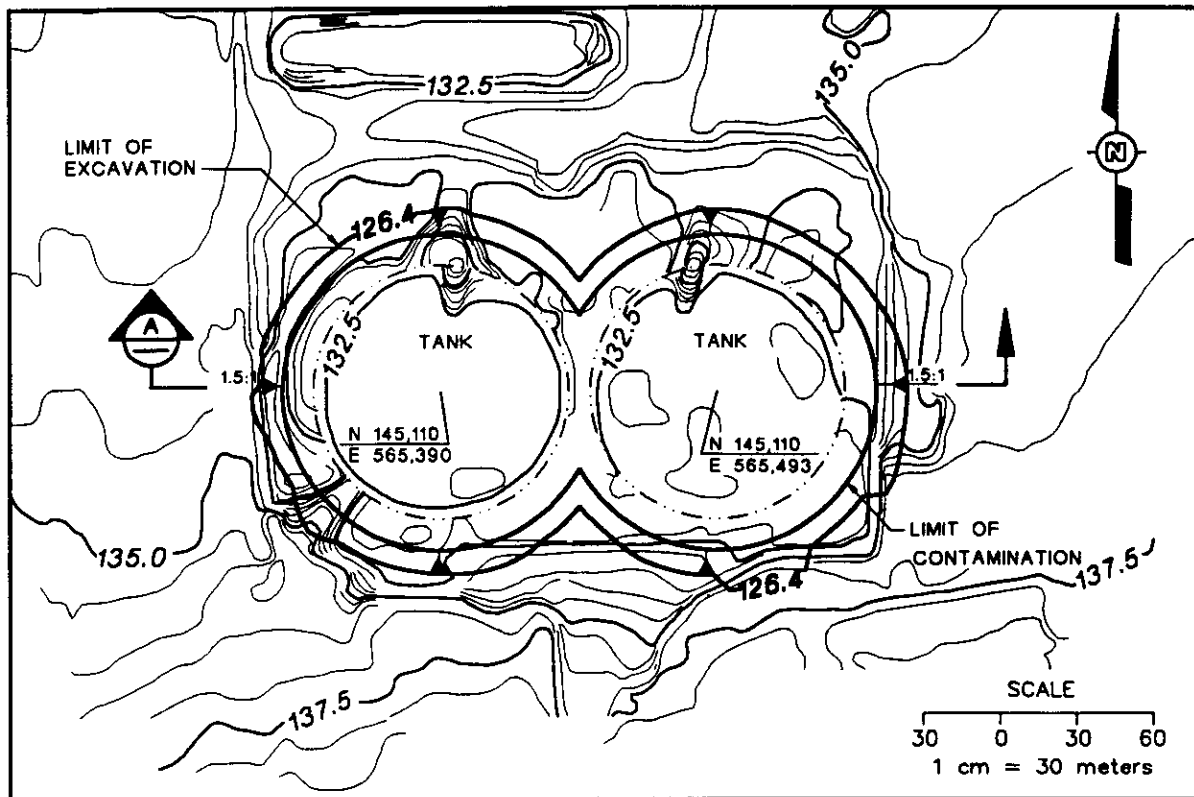 132.5
135.0
LIMIT OF
EXCAVATION
N
126.4
A
132.5
TANK
132.5
TANK
1.5:1
1.5:1
N 145,110
E 565,390
N 145,110
E 565,493
LIMIT OF
CONTAMINATION
135.0
126.4
137.5
137.5
SCALE
30 0 30 60
1 cm = 30 meters